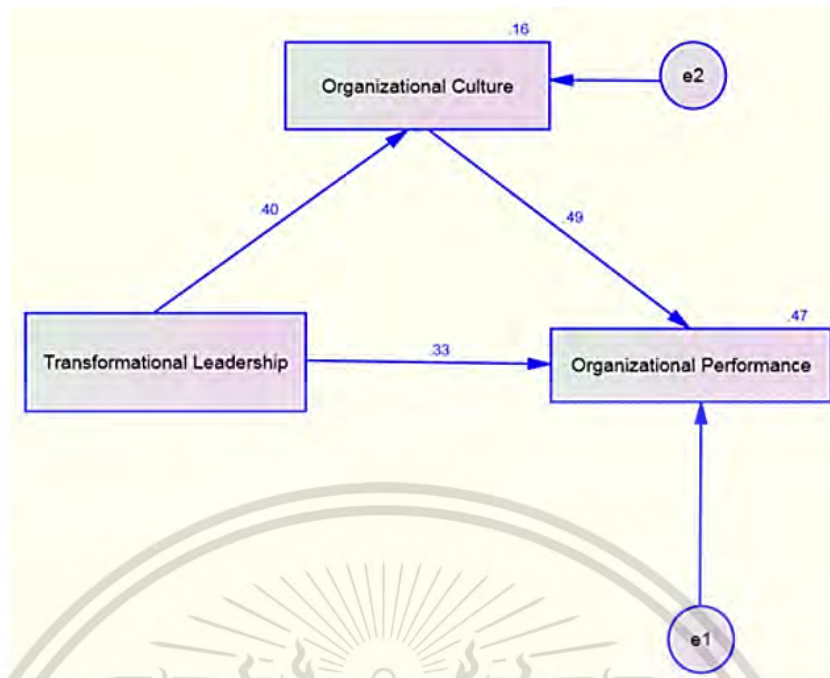 .16
Organizational Culture
e2
.40
.49
.47
Transformational Leadership
.33
Organizational Performance
e1